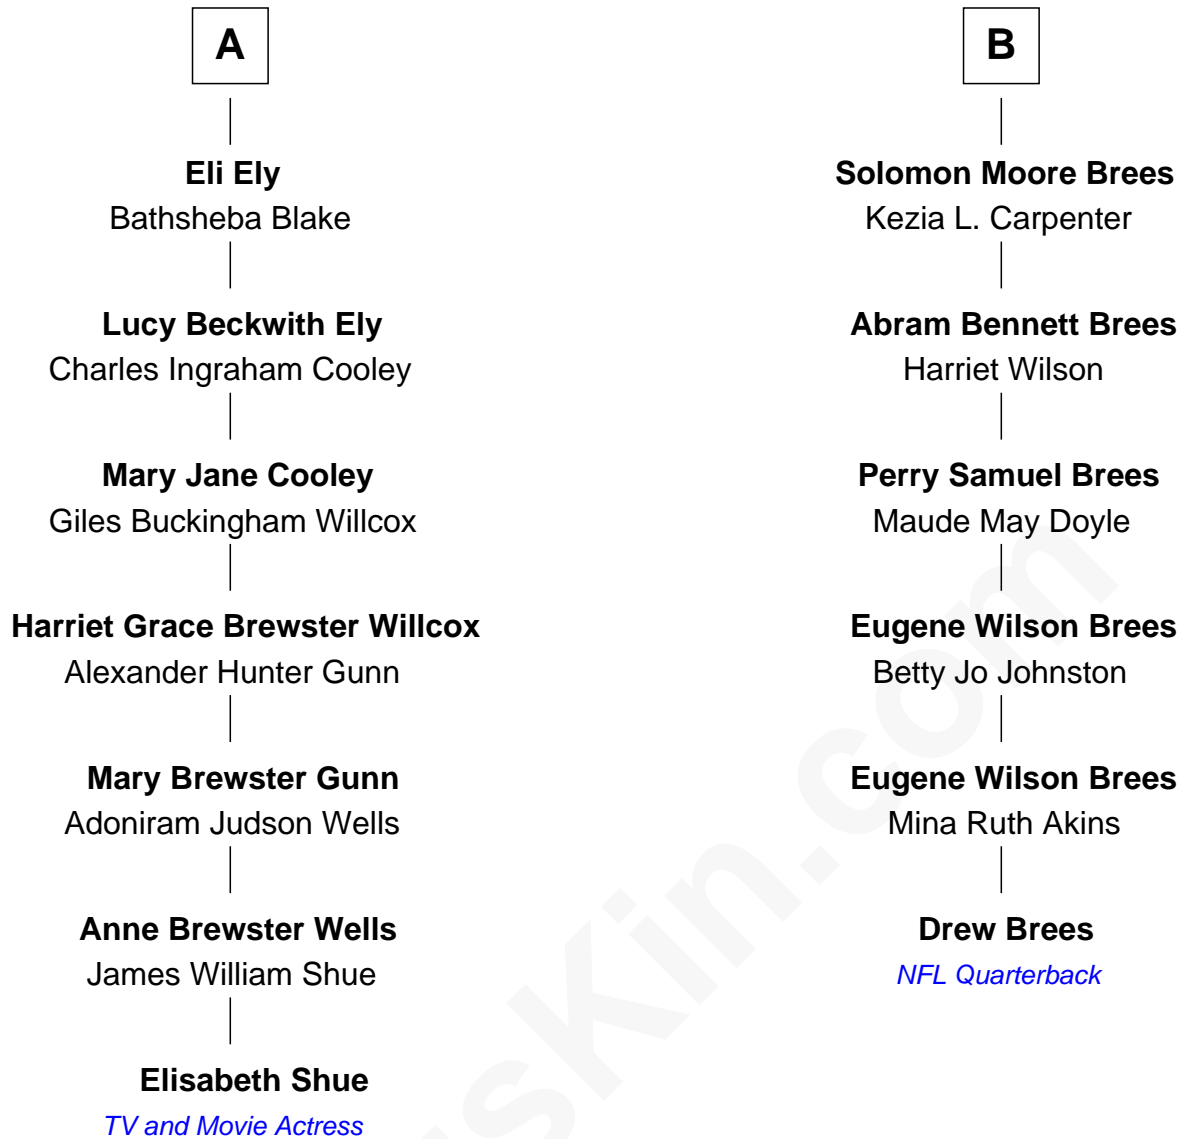 A
Eli Ely
Bathsheba Blake
Lucy Beckwith Ely
Charles Ingraham Cooley
Mary Jane Cooley
Giles Buckingham Willcox
Harriet Grace Brewster Willcox
Alexander Hunter Gunn
Mary Brewster Gunn
Adoniram Judson Wells
Anne Brewster Wells
James William Shue
Elisabeth Shue
TV and Movie Actress
B
Solomon Moore Brees
Kezia L. Carpenter
Abram Bennett Brees
Harriet Wilson
Perry Samuel Brees
Maude May Doyle
Eugene Wilson Brees
Betty Jo Johnston
Eugene Wilson Brees
Mina Ruth Akins
Drew Brees
NFL Quarterback
sKin.com